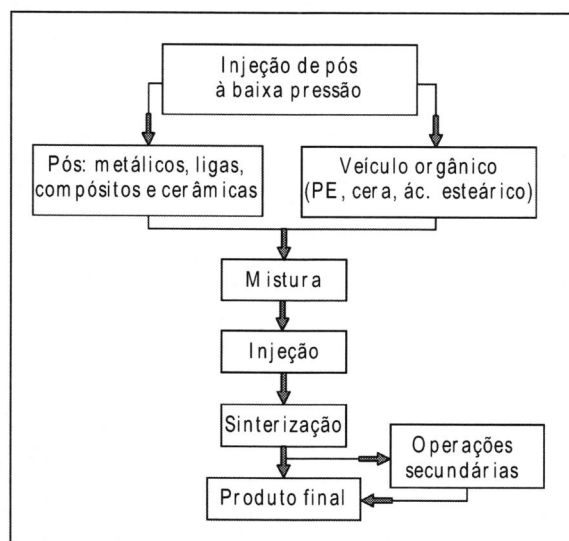 Injeção de pós
à baixa pressão
Pós: metálicos, ligas,
compósitos e cerâmicas
Veículo orgânico
(PE, cera, ác. esteárico)
Mistura
Injeção
Sinterização
Operações
secundárias
Produto final